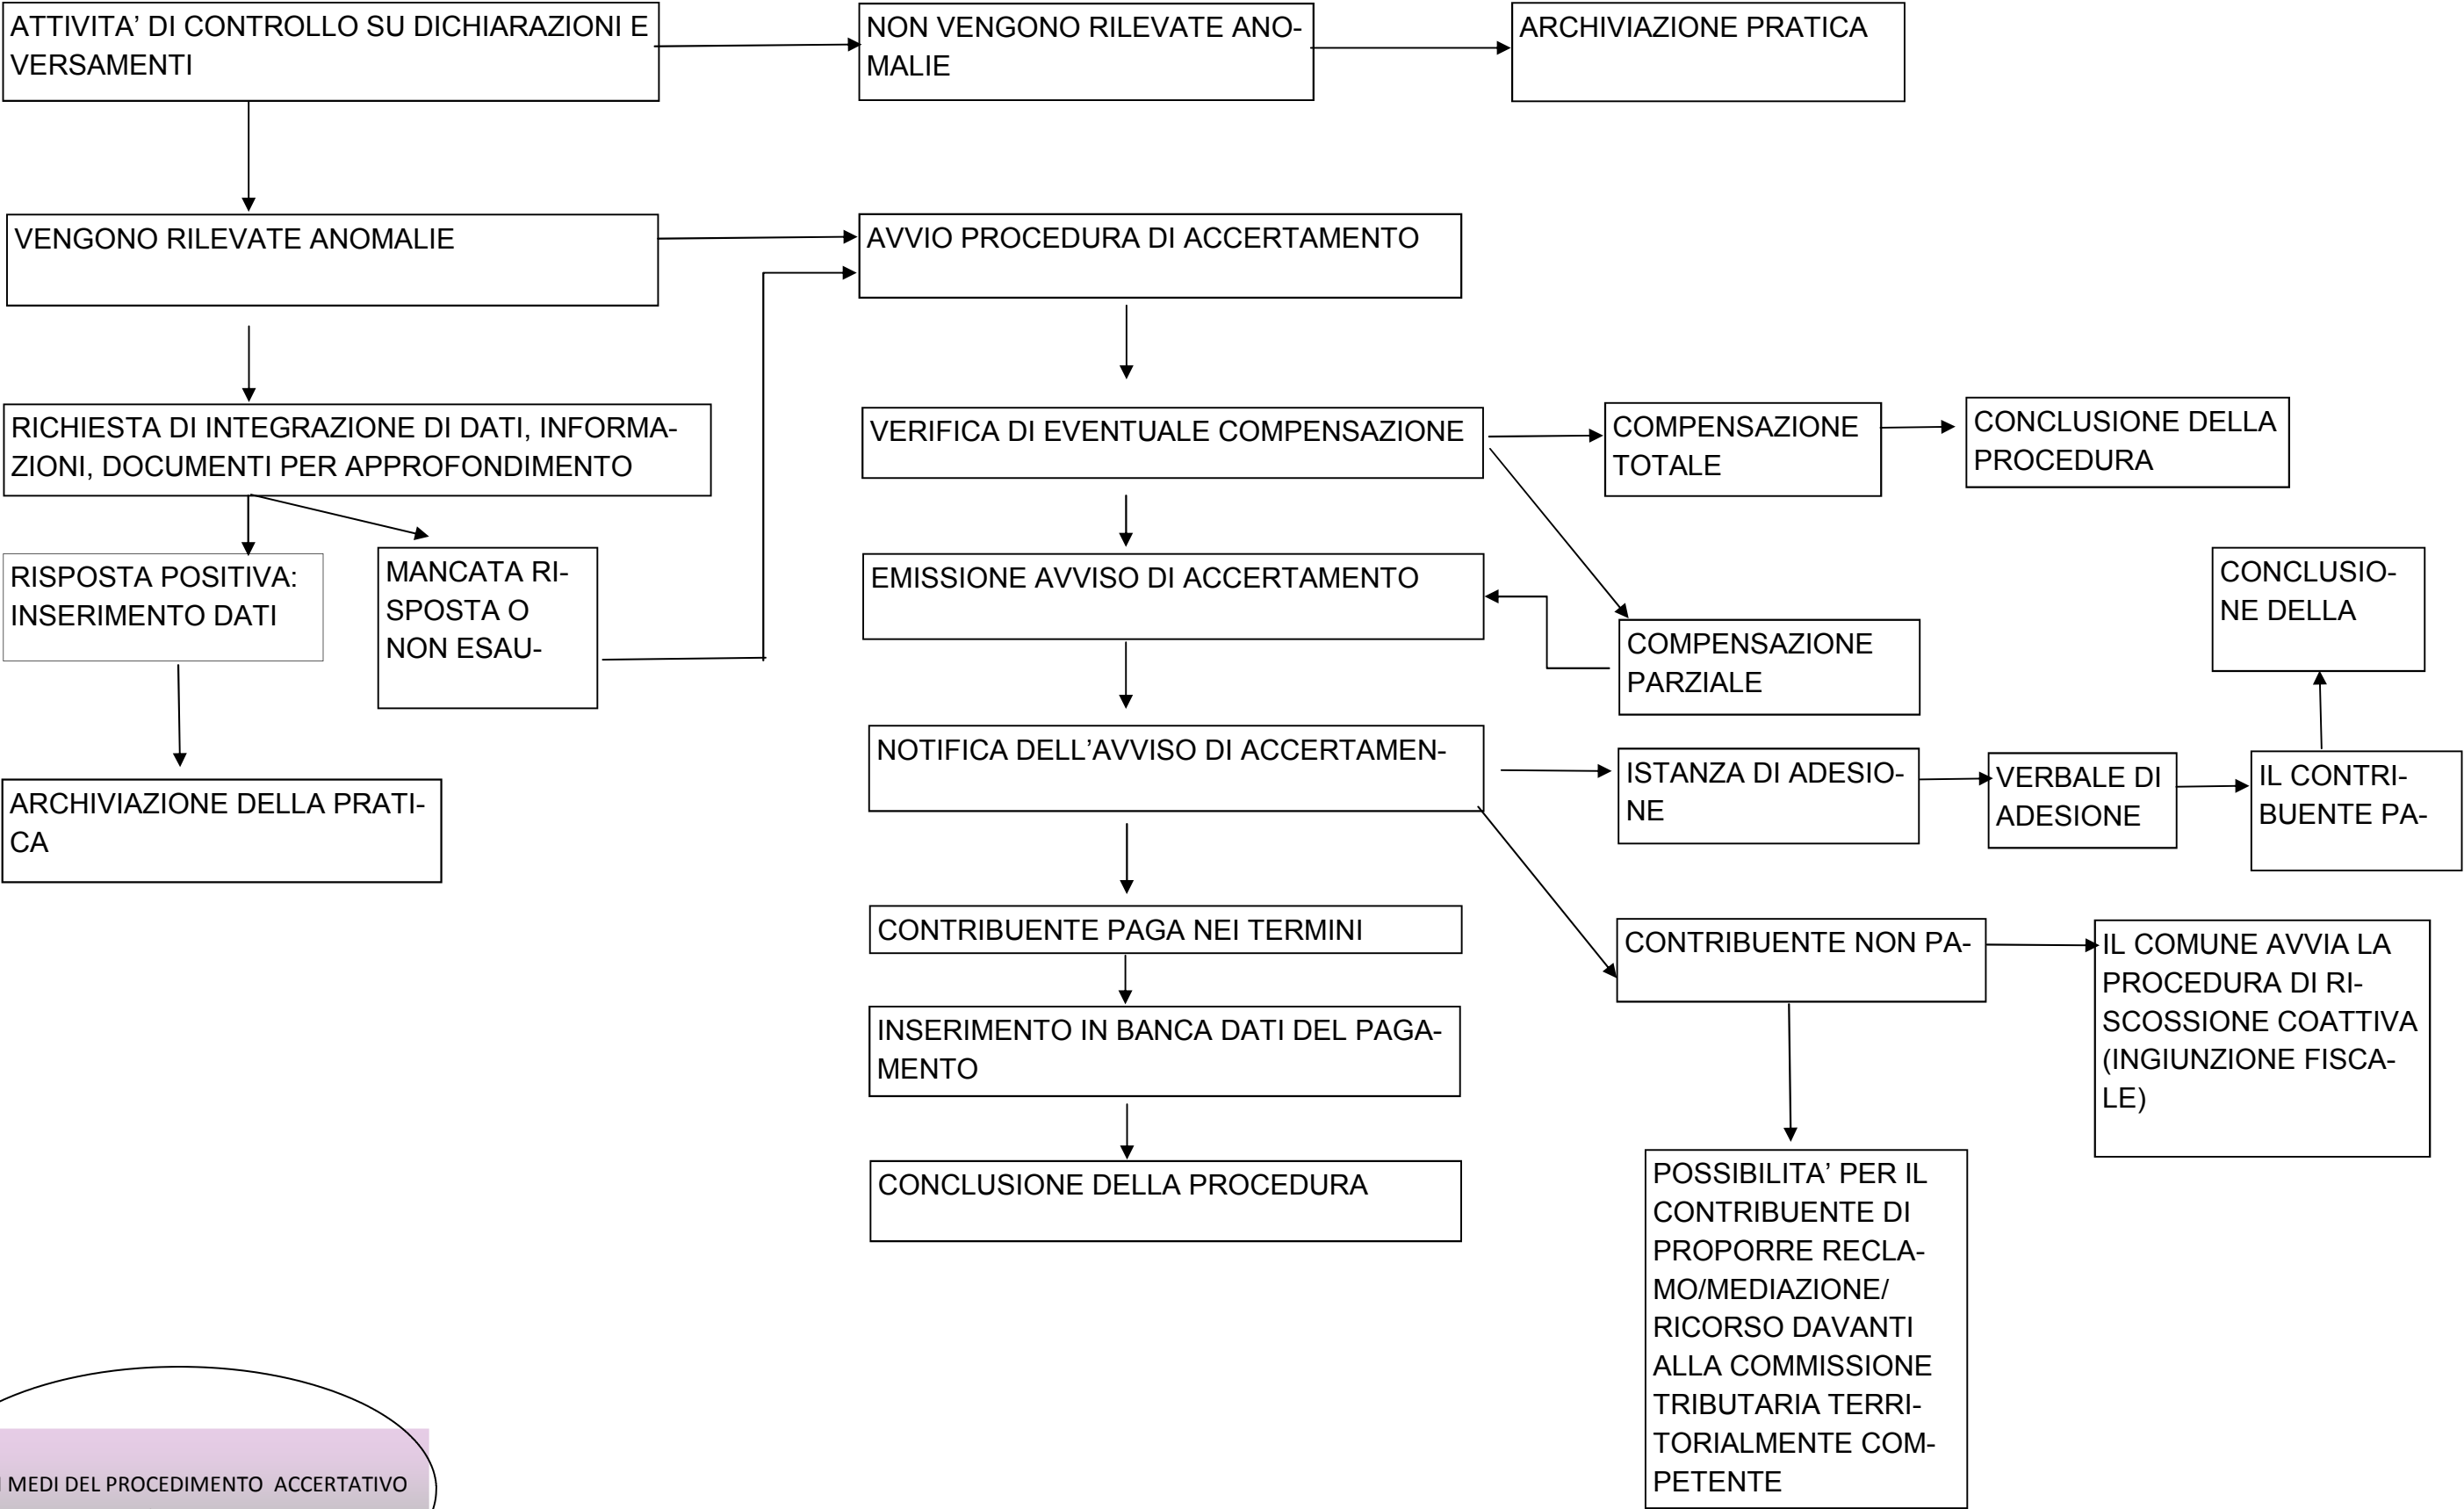 ATTIVITA’ DI CONTROLLO SU DICHIARAZIONI E
VERSAMENTI
NON VENGONO RILEVATE ANO-
MALIE
ARCHIVIAZIONE PRATICA
VENGONO RILEVATE ANOMALIE
AVVIO PROCEDURA DI ACCERTAMENTO
RICHIESTA DI INTEGRAZIONE DI DATI, INFORMA-
ZIONI, DOCUMENTI PER APPROFONDIMENTO
VERIFICA DI EVENTUALE COMPENSAZIONE
COMPENSAZIONE
TOTALE
CONCLUSIONE DELLA
PROCEDURA
RISPOSTA POSITIVA:
INSERIMENTO DATI
MANCATA RI-
SPOSTA O
NON ESAU-
EMISSIONE AVVISO DI ACCERTAMENTO
COMPENSAZIONE
PARZIALE
CONCLUSIO-
NE DELLA
ARCHIVIAZIONE DELLA PRATI-
CA
NOTIFICA DELL’AVVISO DI ACCERTAMEN-
ISTANZA DI ADESIO-
NE
VERBALE DI
ADESIONE
IL CONTRI-
BUENTE PA-
CONTRIBUENTE PAGA NEI TERMINI
CONTRIBUENTE NON PA-
IL COMUNE AVVIA LA
PROCEDURA DI RI-
SCOSSIONE COATTIVA
(INGIUNZIONE FISCA-
LE)
INSERIMENTO IN BANCA DATI DEL PAGA-
MENTO
CONCLUSIONE DELLA PROCEDURA
POSSIBILITA’ PER IL
CONTRIBUENTE DI
PROPORRE RECLA-
MO/MEDIAZIONE/
RICORSO DAVANTI
ALLA COMMISSIONE
TRIBUTARIA TERRI-
TORIALMENTE COM-
PETENTE
MEDI DEL PROCEDIMENTO ACCERTATIVO